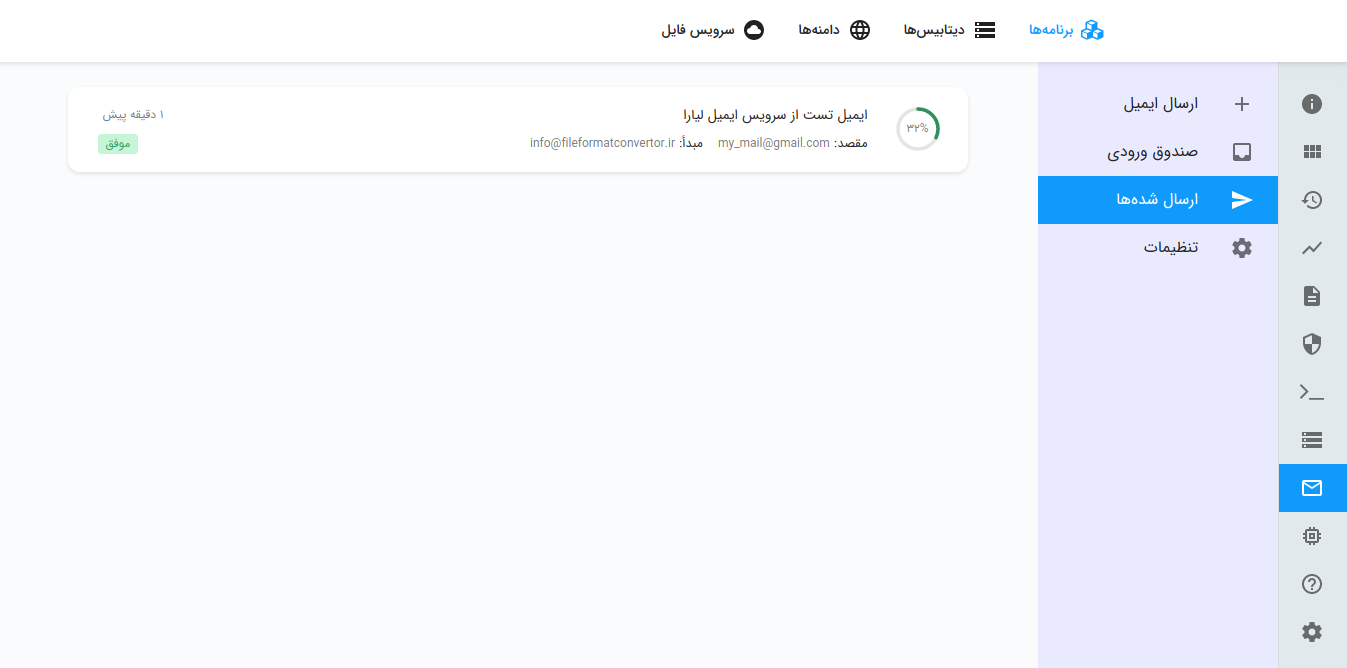 برنامه‌ها
دیتابیس‌ها
دامنه‌ها
سرویس فایل
ارسال ایمیل
صندوق ورودی
ارسال شده‌ها
تنظیمات
۳۲%
ایمیل تست از سرویس ایمیل لیارا
مقصد: my_mail@gmail.com مبدأ: info@fileformatconvertor.ir
۱ دقیقه پیش
موفق